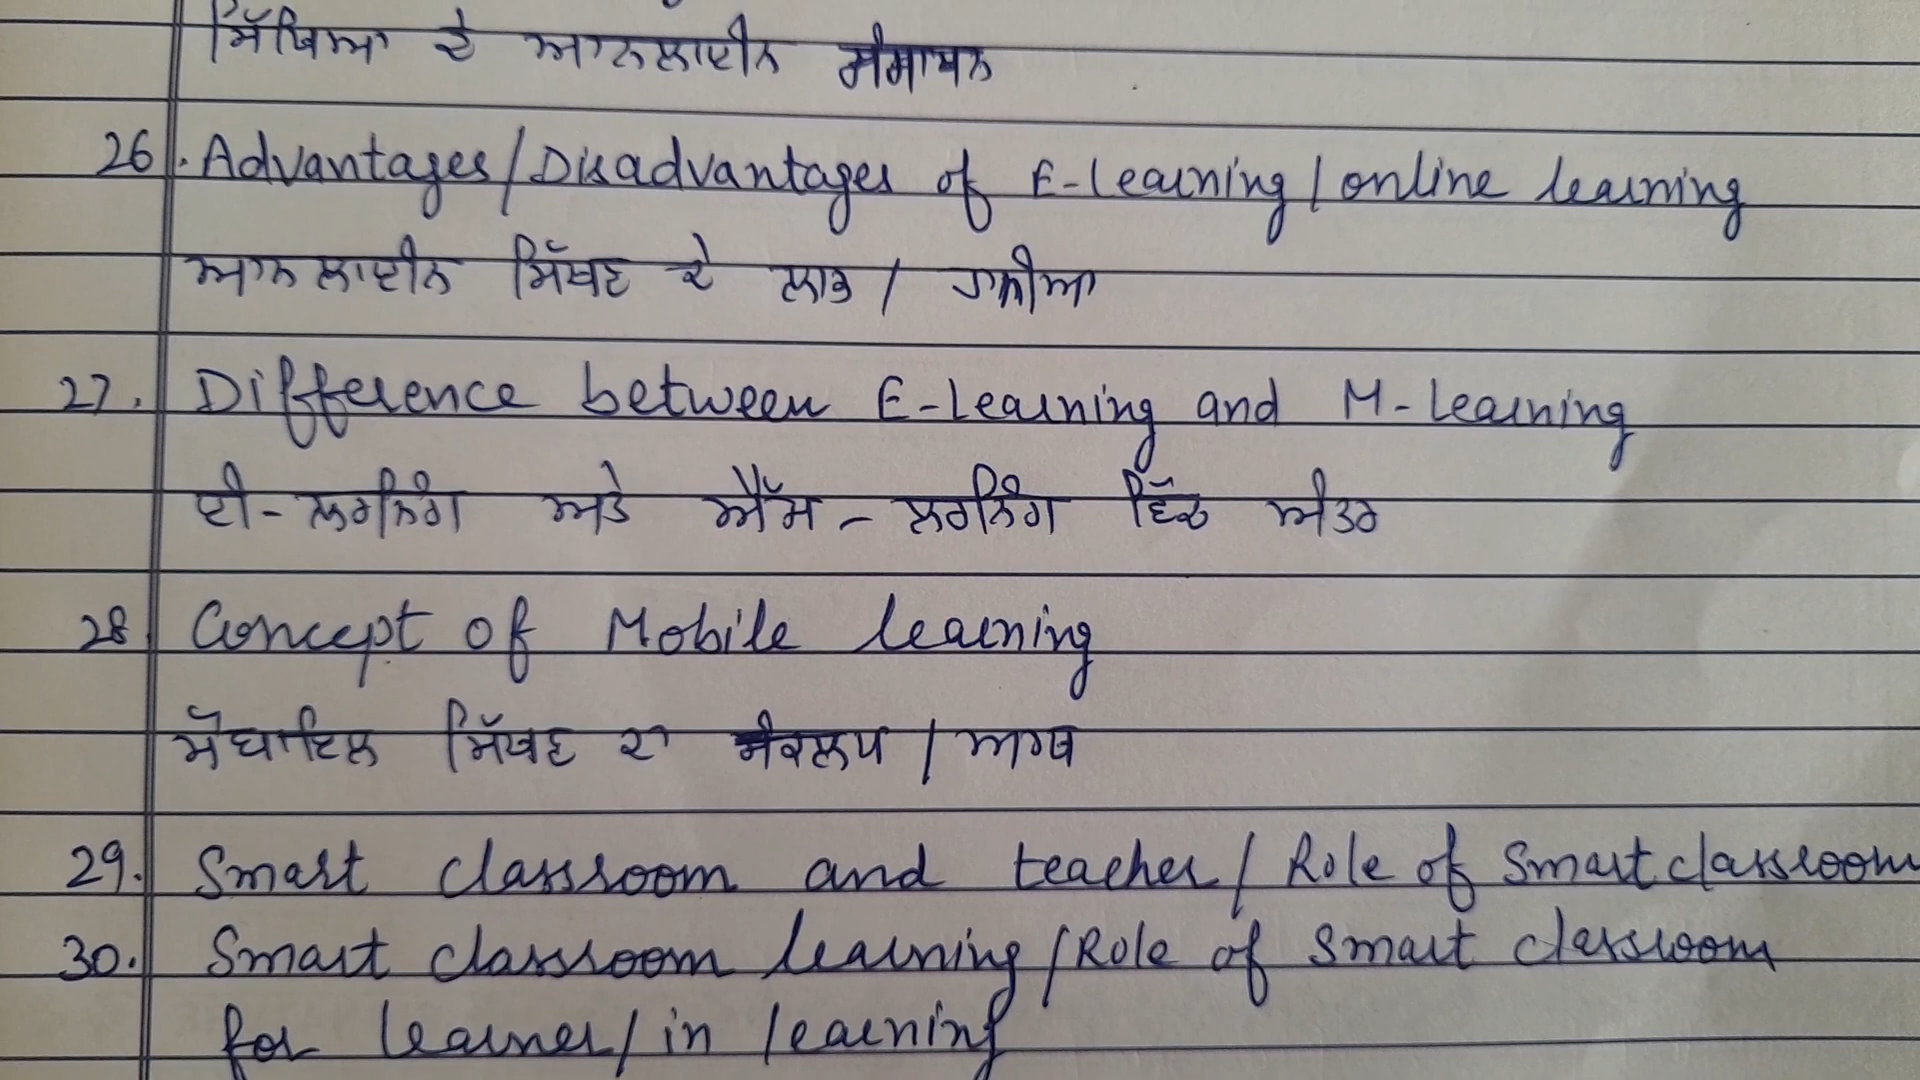 ਸਿੱਖਿਆ ਦੇ ਆਨਲਾਈਨ ਸੰਸਾਧਨ
26. Advantages/Disadvantages of E-learning/online learning
ਆਨਲਾਈਨ ਸਿੱਖਣ ਦੇ ਲਾਭ / ਹਾਨੀਆ
27. Difference between E-Learning and M-Learning
ਈ-ਲਰਨਿੰਗ ਅਤੇ ਐੱਮ-ਲਰਨਿੰਗ ਵਿੱਚ ਅੰਤਰ
28 Concept of Mobile learning
ਮੋਬਾਇਲ ਸਿੱਖਣ ਦਾ ਸੰਕਲਪ / ਅਰਥ
29. Smart classroom and teacher/Role of Smart classroom
30. Smart classroom learning/Role of Smart classroom
for learner/in learning